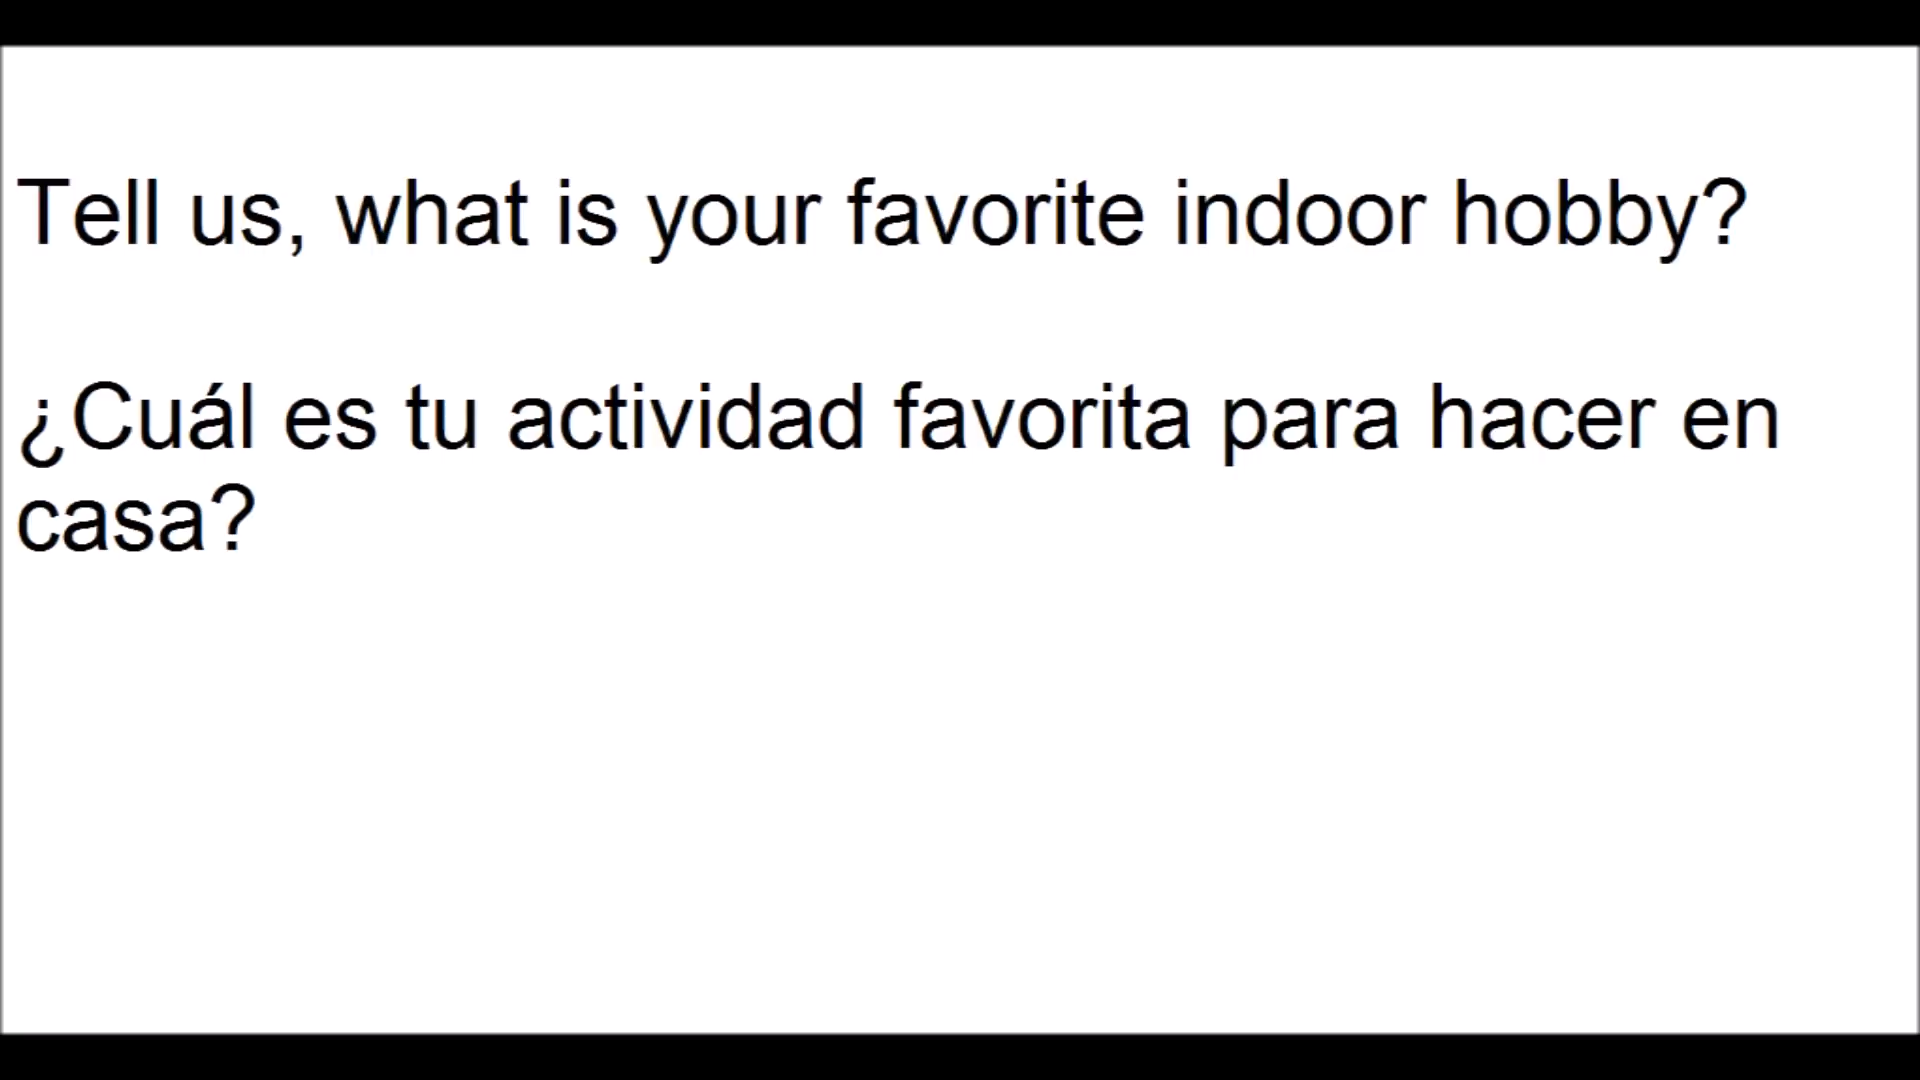 Tell us, what is your favorite indoor hobby?
¿Cuál es tu actividad favorita para hacer en
casa?